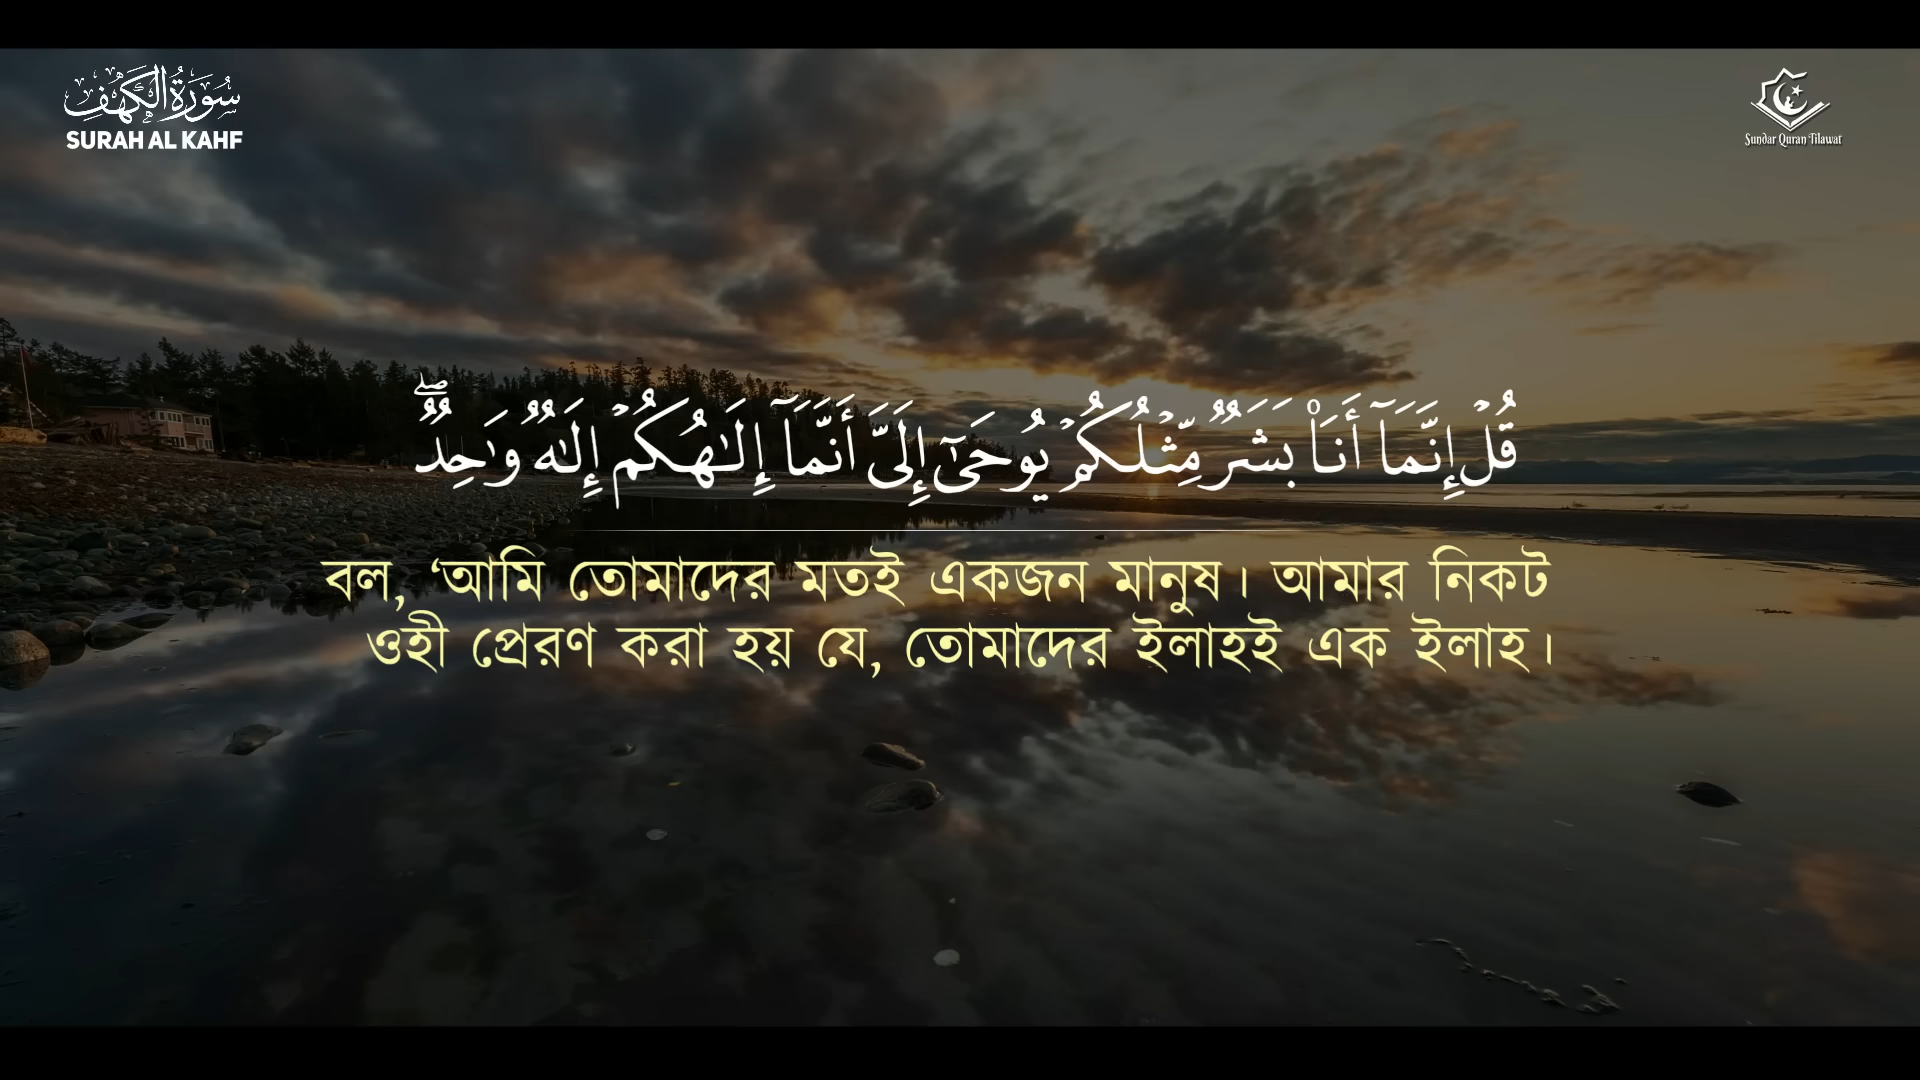 سُورَةُ الْكَهْفِ
SURAH AL KAHF
Sundar Quran Tilawat
قُلْ إِنَّمَآ أَنَا۠ بَشَرٌ مِّثْلُكُمْ يُوحَىٰٓ إِلَىَّ أَنَّمَآ إِلَـٰهُكُمْ إِلَـٰهٌ وَٰحِدٌ ۖ
বল, ‘আমি তোমাদের মতই একজন মানুষ। আমার নিকট
ওহী প্রেরণ করা হয় যে, তোমাদের ইলাহই এক ইলাহ।